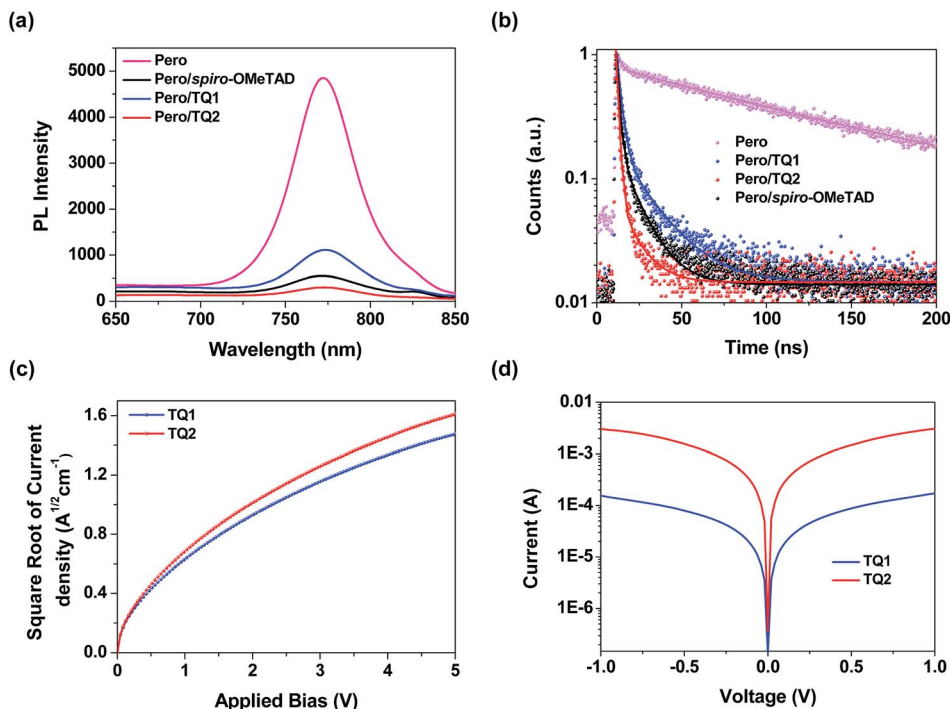 (a)
PL Intensity
5000
4000
3000
2000
1000
0
Pero
Pero/spiro-OMeTAD
Pero/TQ1
Pero/TQ2
650 700 750 800 850
Wavelength (nm)
(b)
Counts (a.u.)
1
0.1
0.01
Pero
Pero/TQ1
Pero/TQ2
Pero/spiro-OMeTAD
0 50 100 150 200
Time (ns)
(c)
Square Root of Current
density (A1/2cm-1)
1.6
1.2
0.8
0.4
0.0
TQ1
TQ2
0 1 2 3 4 5
Applied Bias (V)
(d)
Current (A)
0.01
1E-3
1E-4
1E-5
1E-6
TQ1
TQ2
-1.0 -0.5 0.0 0.5 1.0
Voltage (V)